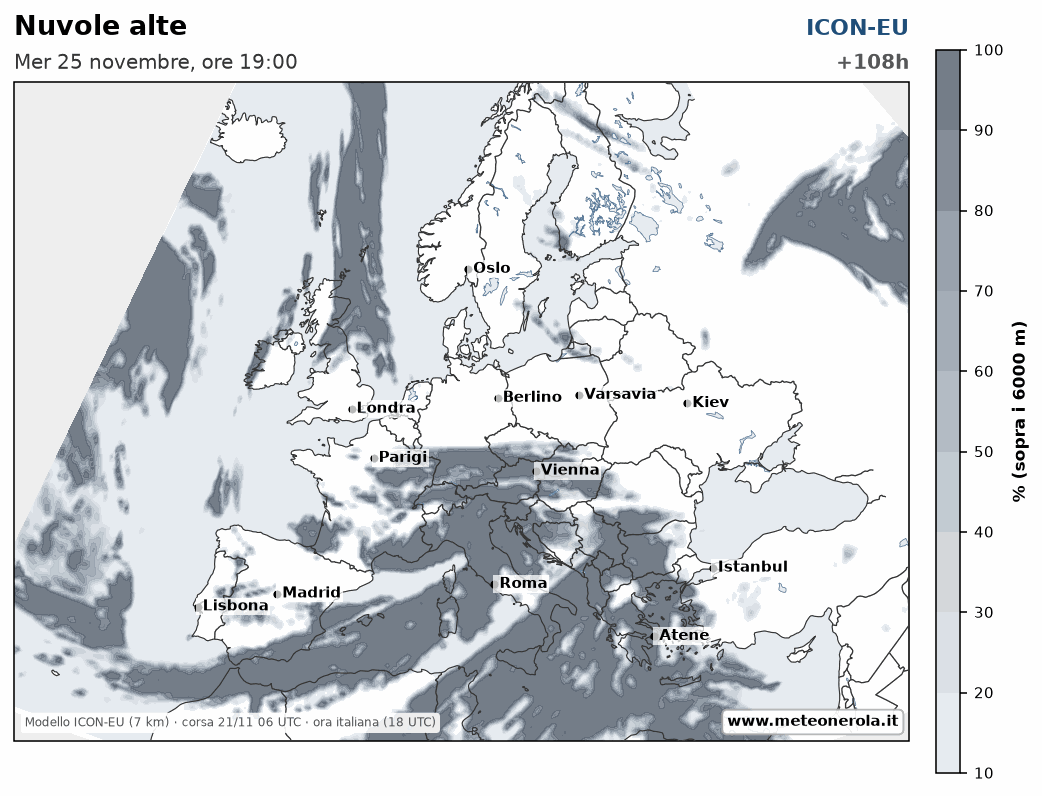 Nuvole alte
ICON-EU
Mer 25 novembre, ore 19:00
+108h
100
90
80
70
60
50
40
30
20
10
% (sopra i 6000 m)
Oslo
Berlino
Varsavia
Kiev
Londra
Parigi
Vienna
Istanbul
Roma
Madrid
Lisbona
Atene
Modello ICON-EU (7 km) · corsa 21/11 06 UTC · ora italiana (18 UTC)
www.meteonerola.it